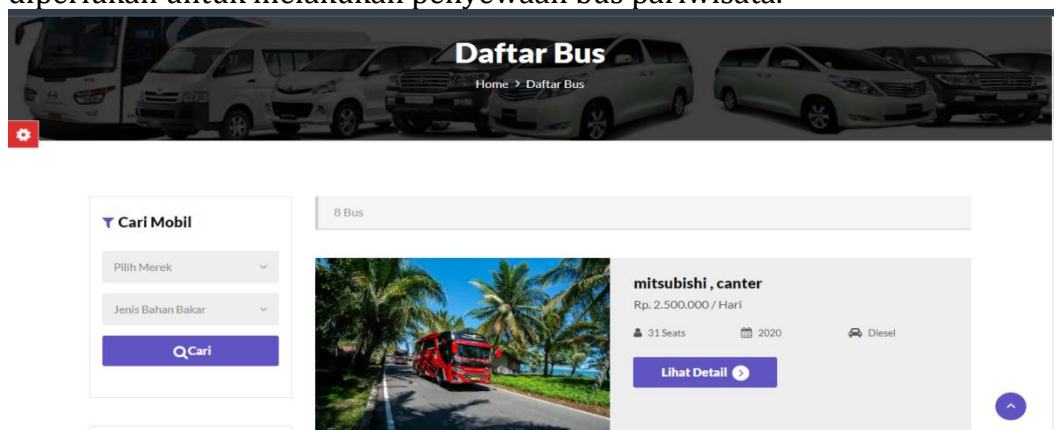 diperlukan untuk melakukan penyewaan bus pariwisata.
Daftar Bus
Home > Daftar Bus
Cari Mobil
Pilih Merek
Jenis Bahan Bakar
Cari
8 Bus
mitsubishi , canter
Rp. 2.500.000 / Hari
31 Seats 2020 Diesel
Lihat Detail